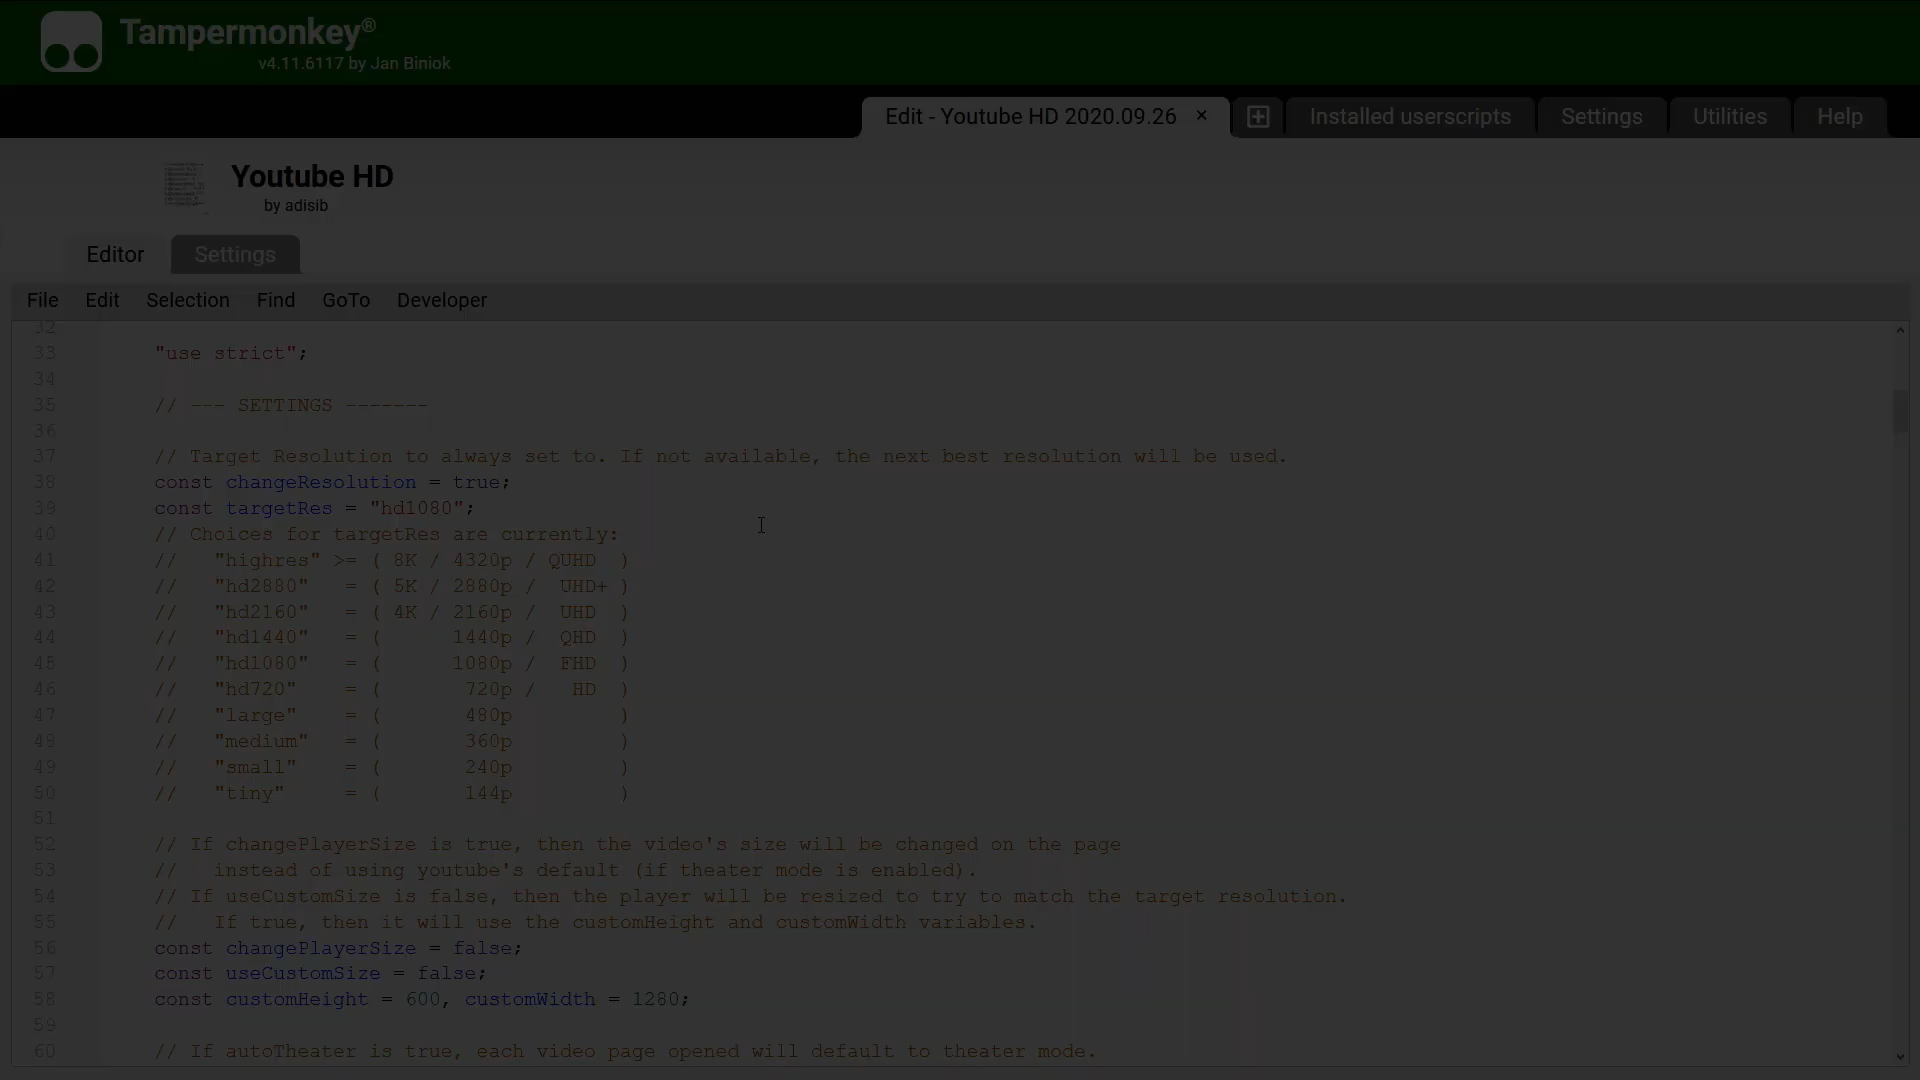 Tampermonkey®
v4.11.6117 by Jan Biniok
Edit - Youtube HD 2020.09.26 ×
Installed userscripts
Settings
Utilities
Help
Youtube HD
by adisib
Editor
Settings
File Edit Selection Find GoTo Developer
32
33 "use strict";
34
35 // --- SETTINGS -------
36
37 // Target Resolution to always set to. If not available, the next best resolution will be used.
38 const changeResolution = true;
39 const targetRes = "hd1080";
40 // Choices for targetRes are currently:
41 //   "highres" >= ( 8K / 4320p / QUHD  )
42 //   "hd2880"   = ( 5K / 2880p /  UHD+ )
43 //   "hd2160"   = ( 4K / 2160p /  UHD  )
44 //   "hd1440"   = (      1440p /  QHD  )
45 //   "hd1080"   = (      1080p /  FHD  )
46 //   "hd720"    = (       720p /   HD  )
47 //   "large"    = (       480p         )
49 //   "medium"   = (       360p         )
49 //   "small"    = (       240p         )
50 //   "tiny"     = (       144p         )
51
52 // If changePlayerSize is true, then the video's size will be changed on the page
53 //   instead of using youtube's default (if theater mode is enabled).
54 // If useCustomSize is false, then the player will be resized to try to match the target resolution.
55 //   If true, then it will use the customHeight and customWidth variables.
56 const changePlayerSize = false;
57 const useCustomSize = false;
58 const customHeight = 600, customWidth = 1280;
59
60 // If autoTheater is true, each video page opened will default to theater mode.